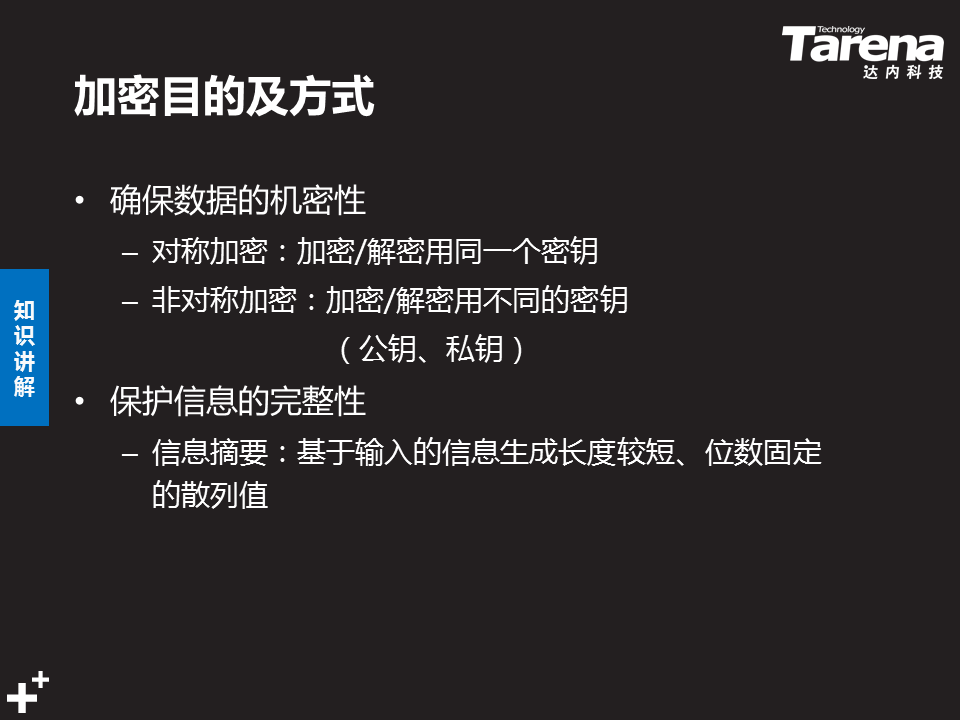 Technology
Tarena
达内科技
加密目的及方式
• 确保数据的机密性
– 对称加密：加密/解密用同一个密钥
– 非对称加密：加密/解密用不同的密钥
（公钥、私钥）
• 保护信息的完整性
– 信息摘要：基于输入的信息生成长度较短、位数固定
的散列值
知
识
讲
解